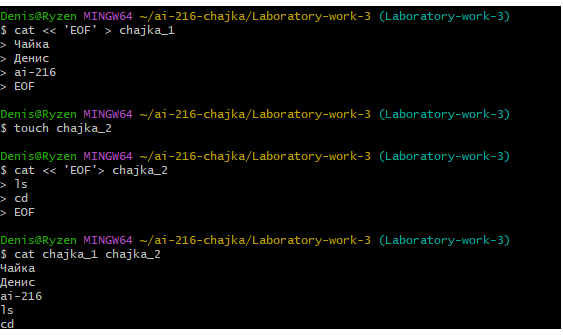 Denis@Ryzen MINGW64 ~/ai-216-chajka/Laboratory-work-3 (Laboratory-work-3)
$ cat << 'EOF' > chajka_1
> Чайка
> Денис
> ai-216
> EOF
Denis@Ryzen MINGW64 ~/ai-216-chajka/Laboratory-work-3 (Laboratory-work-3)
$ touch chajka_2
Denis@Ryzen MINGW64 ~/ai-216-chajka/Laboratory-work-3 (Laboratory-work-3)
$ cat << 'EOF'> chajka_2
> ls
> cd
> EOF
Denis@Ryzen MINGW64 ~/ai-216-chajka/Laboratory-work-3 (Laboratory-work-3)
$ cat chajka_1 chajka_2
Чайка
Денис
ai-216
ls
cd